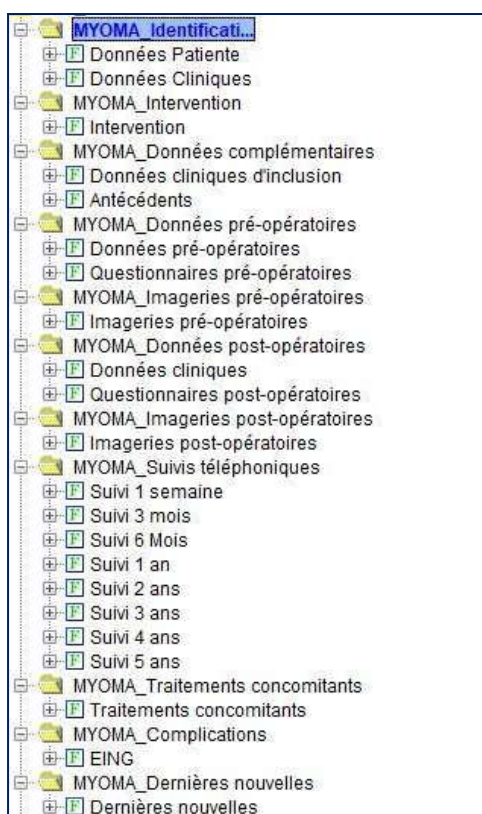 MYOMA_Identificati...
F Données Patiente
F Données Cliniques
MYOMA_Intervention
F Intervention
MYOMA_Données complémentaires
F Données cliniques d'inclusion
F Antécédents
MYOMA_Données pré-opératoires
F Données pré-opératoires
F Questionnaires pré-opératoires
MYOMA_Imageries pré-opératoires
F Imageries pré-opératoires
MYOMA_Données post-opératoires
F Données cliniques
F Questionnaires post-opératoires
MYOMA_Imageries post-opératoires
F Imageries post-opératoires
MYOMA_Suivis téléphoniques
F Suivi 1 semaine
F Suivi 3 mois
F Suivi 6 Mois
F Suivi 1 an
F Suivi 2 ans
F Suivi 3 ans
F Suivi 4 ans
F Suivi 5 ans
MYOMA_Traitements concomitants
F Traitements concomitants
MYOMA_Complications
F EING
MYOMA_Dernières nouvelles
F Dernières nouvelles